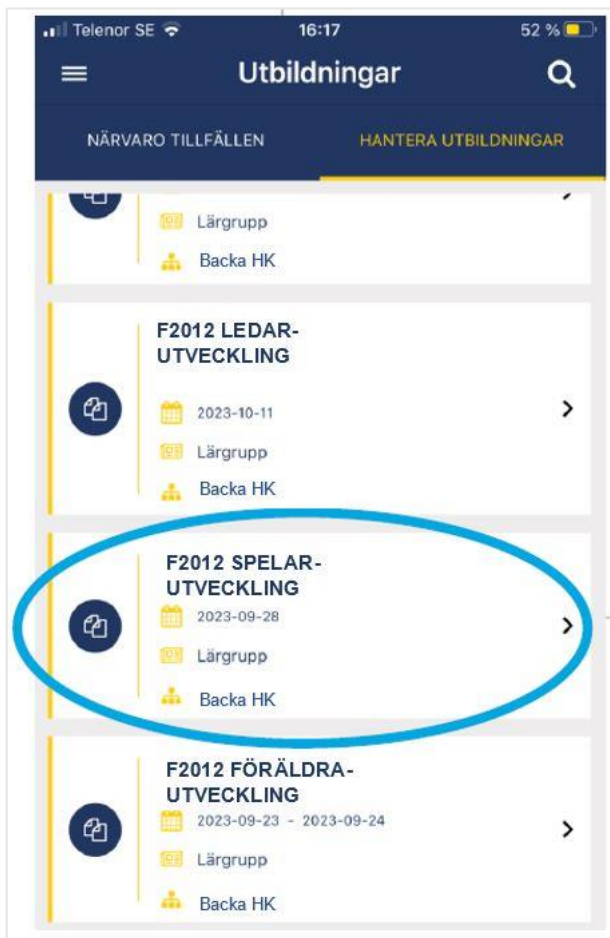 Telenor SE 16:17 52 %
Utbildningar
NÄRVARO TILLFÄLLEN HANTERA UTBILDNINGAR
Lärgrupp
Backa HK
F2012 LEDAR-
UTVECKLING
2023-10-11
Lärgrupp
Backa HK
F2012 SPELAR-
UTVECKLING
2023-09-28
Lärgrupp
Backa HK
F2012 FÖRÄLDRA-
UTVECKLING
2023-09-23 - 2023-09-24
Lärgrupp
Backa HK